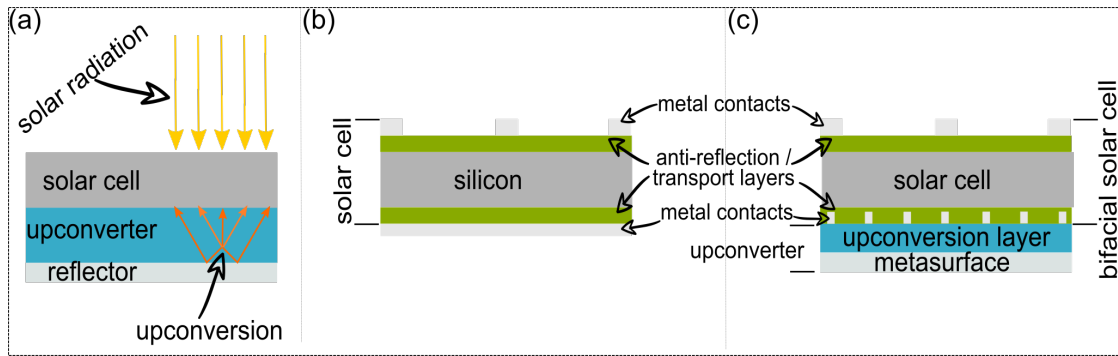 (a)
solar radiation
solar cell
upconverter
reflector
upconversion
(b)
solar cell
silicon
metal contacts
anti-reflection /
transport layers
metal contacts
upconverter
(c)
solar cell
upconversion layer
metasurface
bifacial solar cell